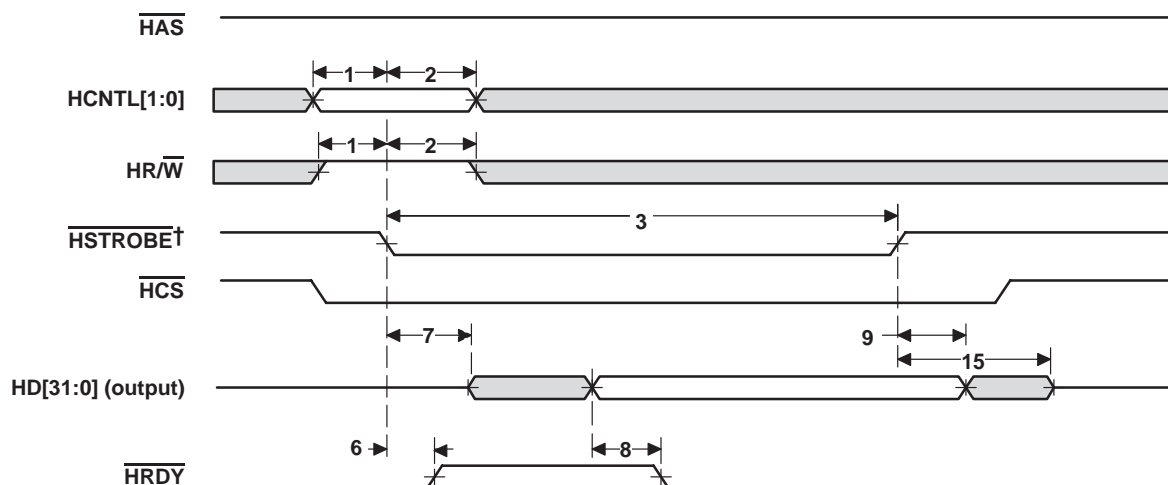 HAS
1 2
HCNTL[1:0]
1 2
HR/W
3
HSTROBE†
HCS
7 9
15
HD[31:0] (output)
6 8
HRDY